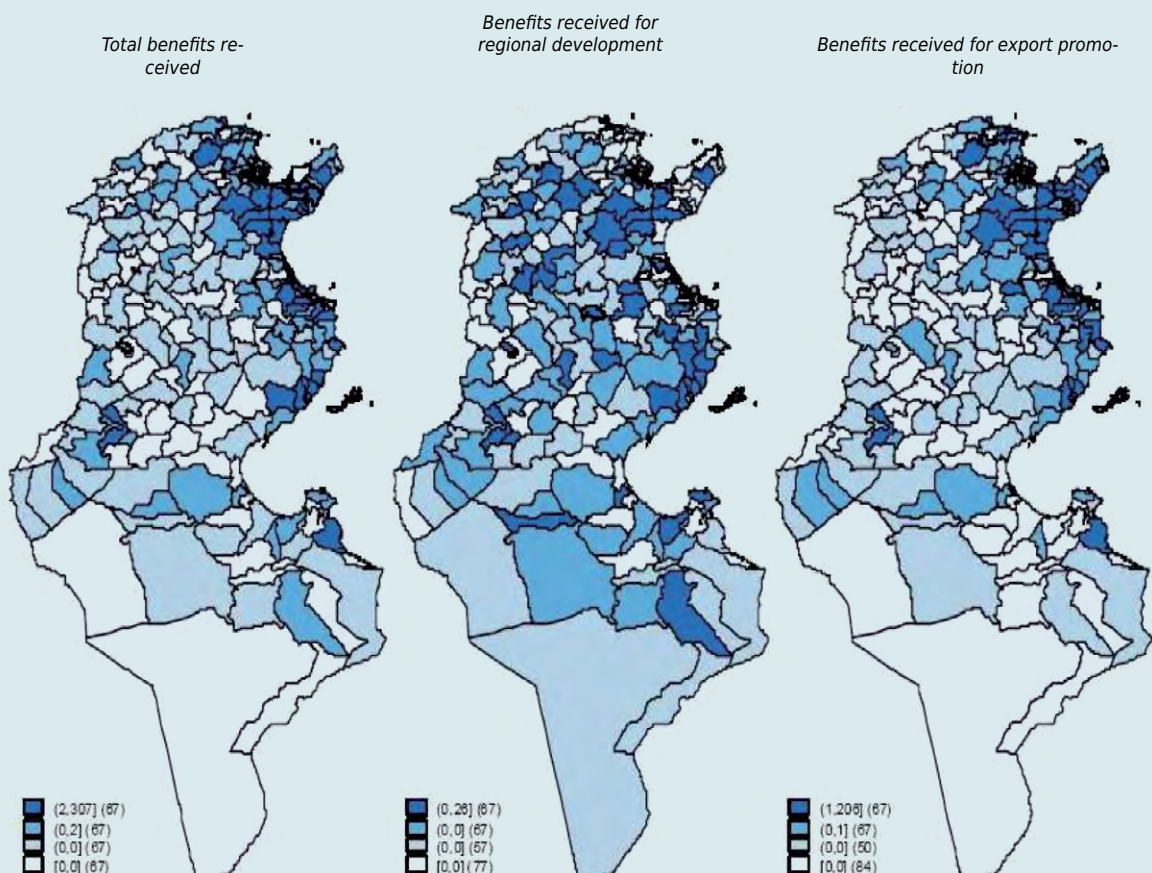 Total benefits re-
ceived
Benefits received for
regional development
Benefits received for export promo-
tion
(2,307] (67)
(0,2] (67)
(0,0] (67)
[0,0] (67)
(0,26] (67)
(0,0] (67)
(0,0] (57)
[0,0] (77)
(1,206] (67)
(0,1] (67)
(0,0] (50)
[0,0] (84)